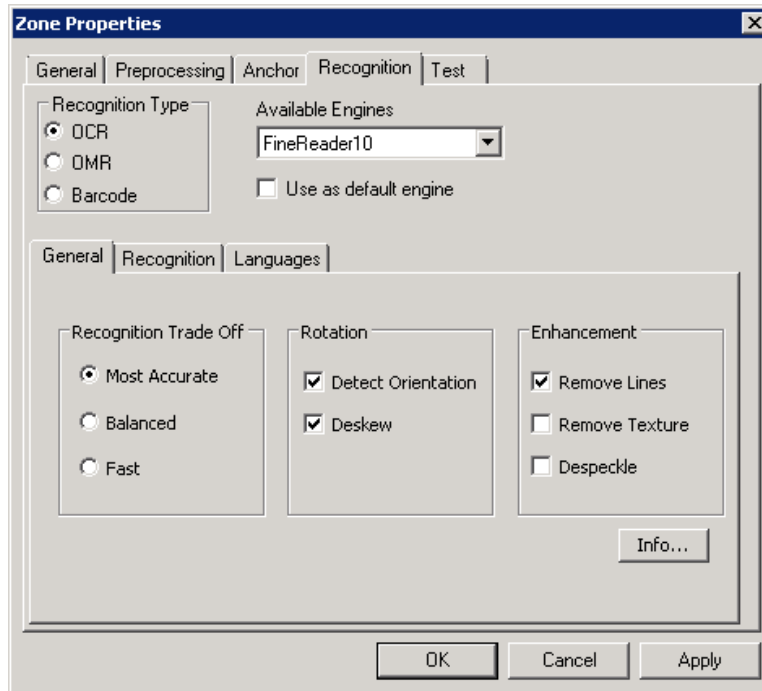 Zone Properties
General Preprocessing Anchor Recognition Test
Recognition Type
OCR
OMR
Barcode
Available Engines
FineReader10
Use as default engine
General Recognition Languages
Recognition Trade Off
Most Accurate
Balanced
Fast
Rotation
Detect Orientation
Deskew
Enhancement
Remove Lines
Remove Texture
Despeckle
Info...
OK Cancel Apply